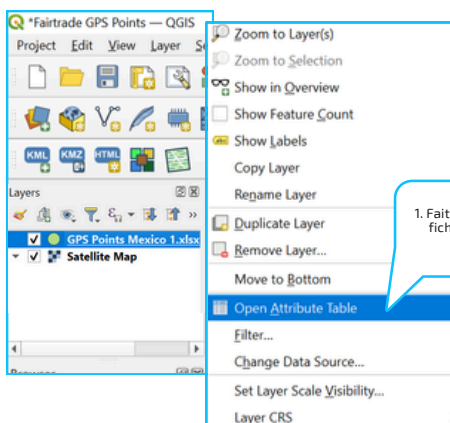 *Fairtrade GPS Points — QGIS
Project Edit View Layer
KML KMZ HTML
Layers
GPS Points Mexico 1.xlsx
Satellite Map
Zoom to Layer(s)
Zoom to Selection
Show in Overview
Show Feature Count
abc Show Labels
Copy Layer
Rename Layer
Duplicate Layer
Remove Layer...
Move to Bottom
Open Attribute Table
Filter...
Change Data Source...
Set Layer Scale Visibility...
Layer CRS
1. Fait
fich